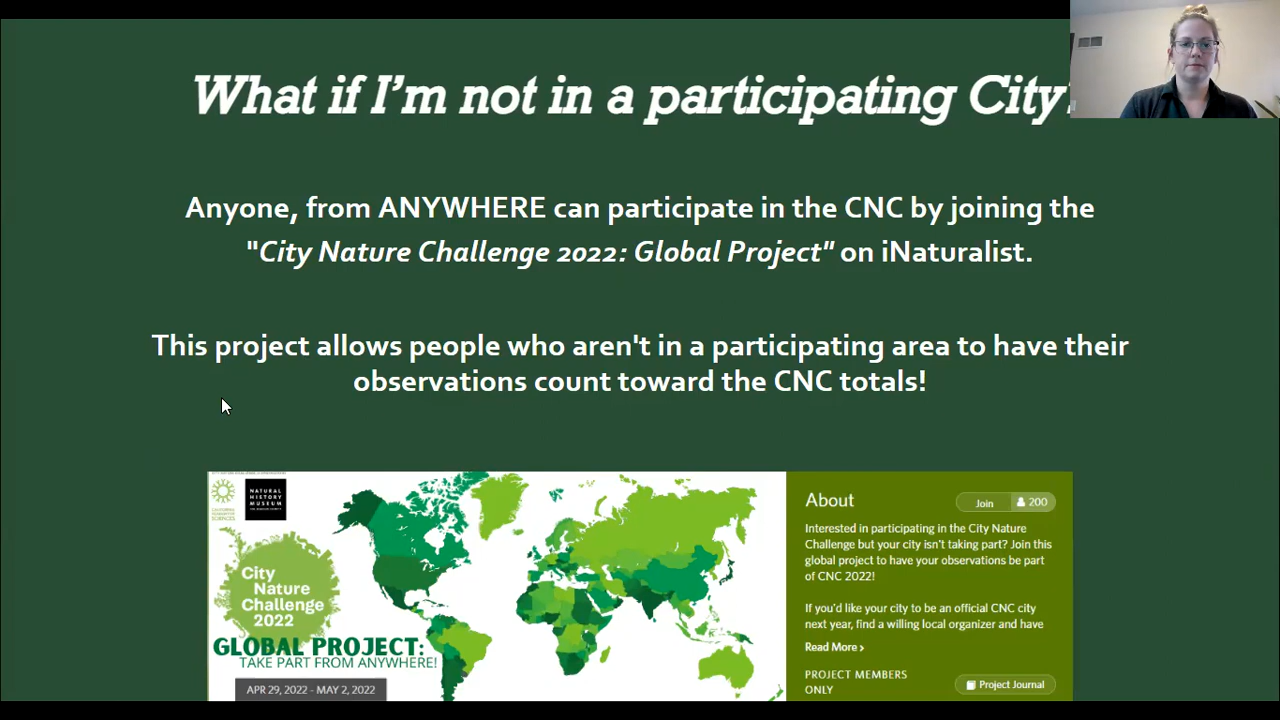 What if I'm not in a participating City?
Anyone, from ANYWHERE can participate in the CNC by joining the
"City Nature Challenge 2022: Global Project" on iNaturalist.
This project allows people who aren't in a participating area to have their
observations count toward the CNC totals!
CALIFORNIA
ACADEMY OF
SCIENCES
NATURAL
HISTORY
MUSEUM
City
Nature
Challenge
2022
GLOBAL PROJECT:
TAKE PART FROM ANYWHERE!
APR 29, 2022 - MAY 2, 2022
About
Join
200
Interested in participating in the City Nature
Challenge but your city isn't taking part? Join this
global project to have your observations be part
of CNC 2022!
If you'd like your city to be an official CNC city
next year, find a willing local organizer and have
Read More >
PROJECT MEMBERS
ONLY
Project Journal